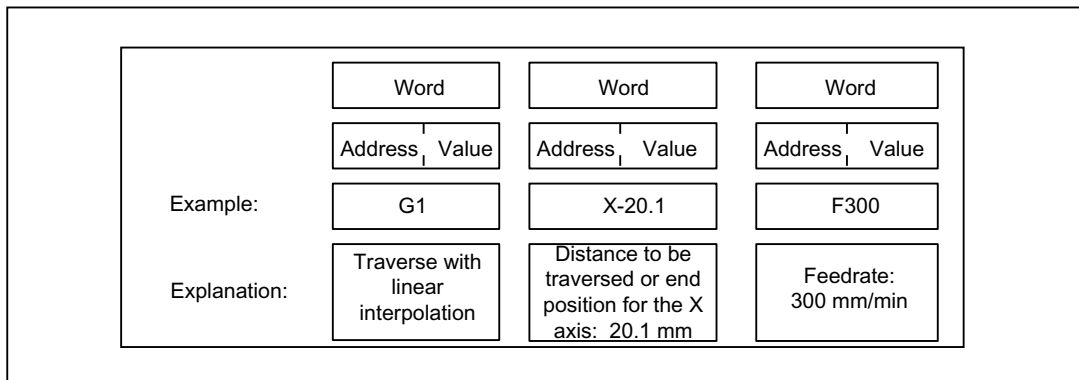 Word Word Word
Address Value Address Value Address Value
Example: G1 X-20.1 F300
Explanation:
Traverse with
linear
interpolation
Distance to be
traversed or end
position for the X
axis: 20.1 mm
Feedrate:
300 mm/min